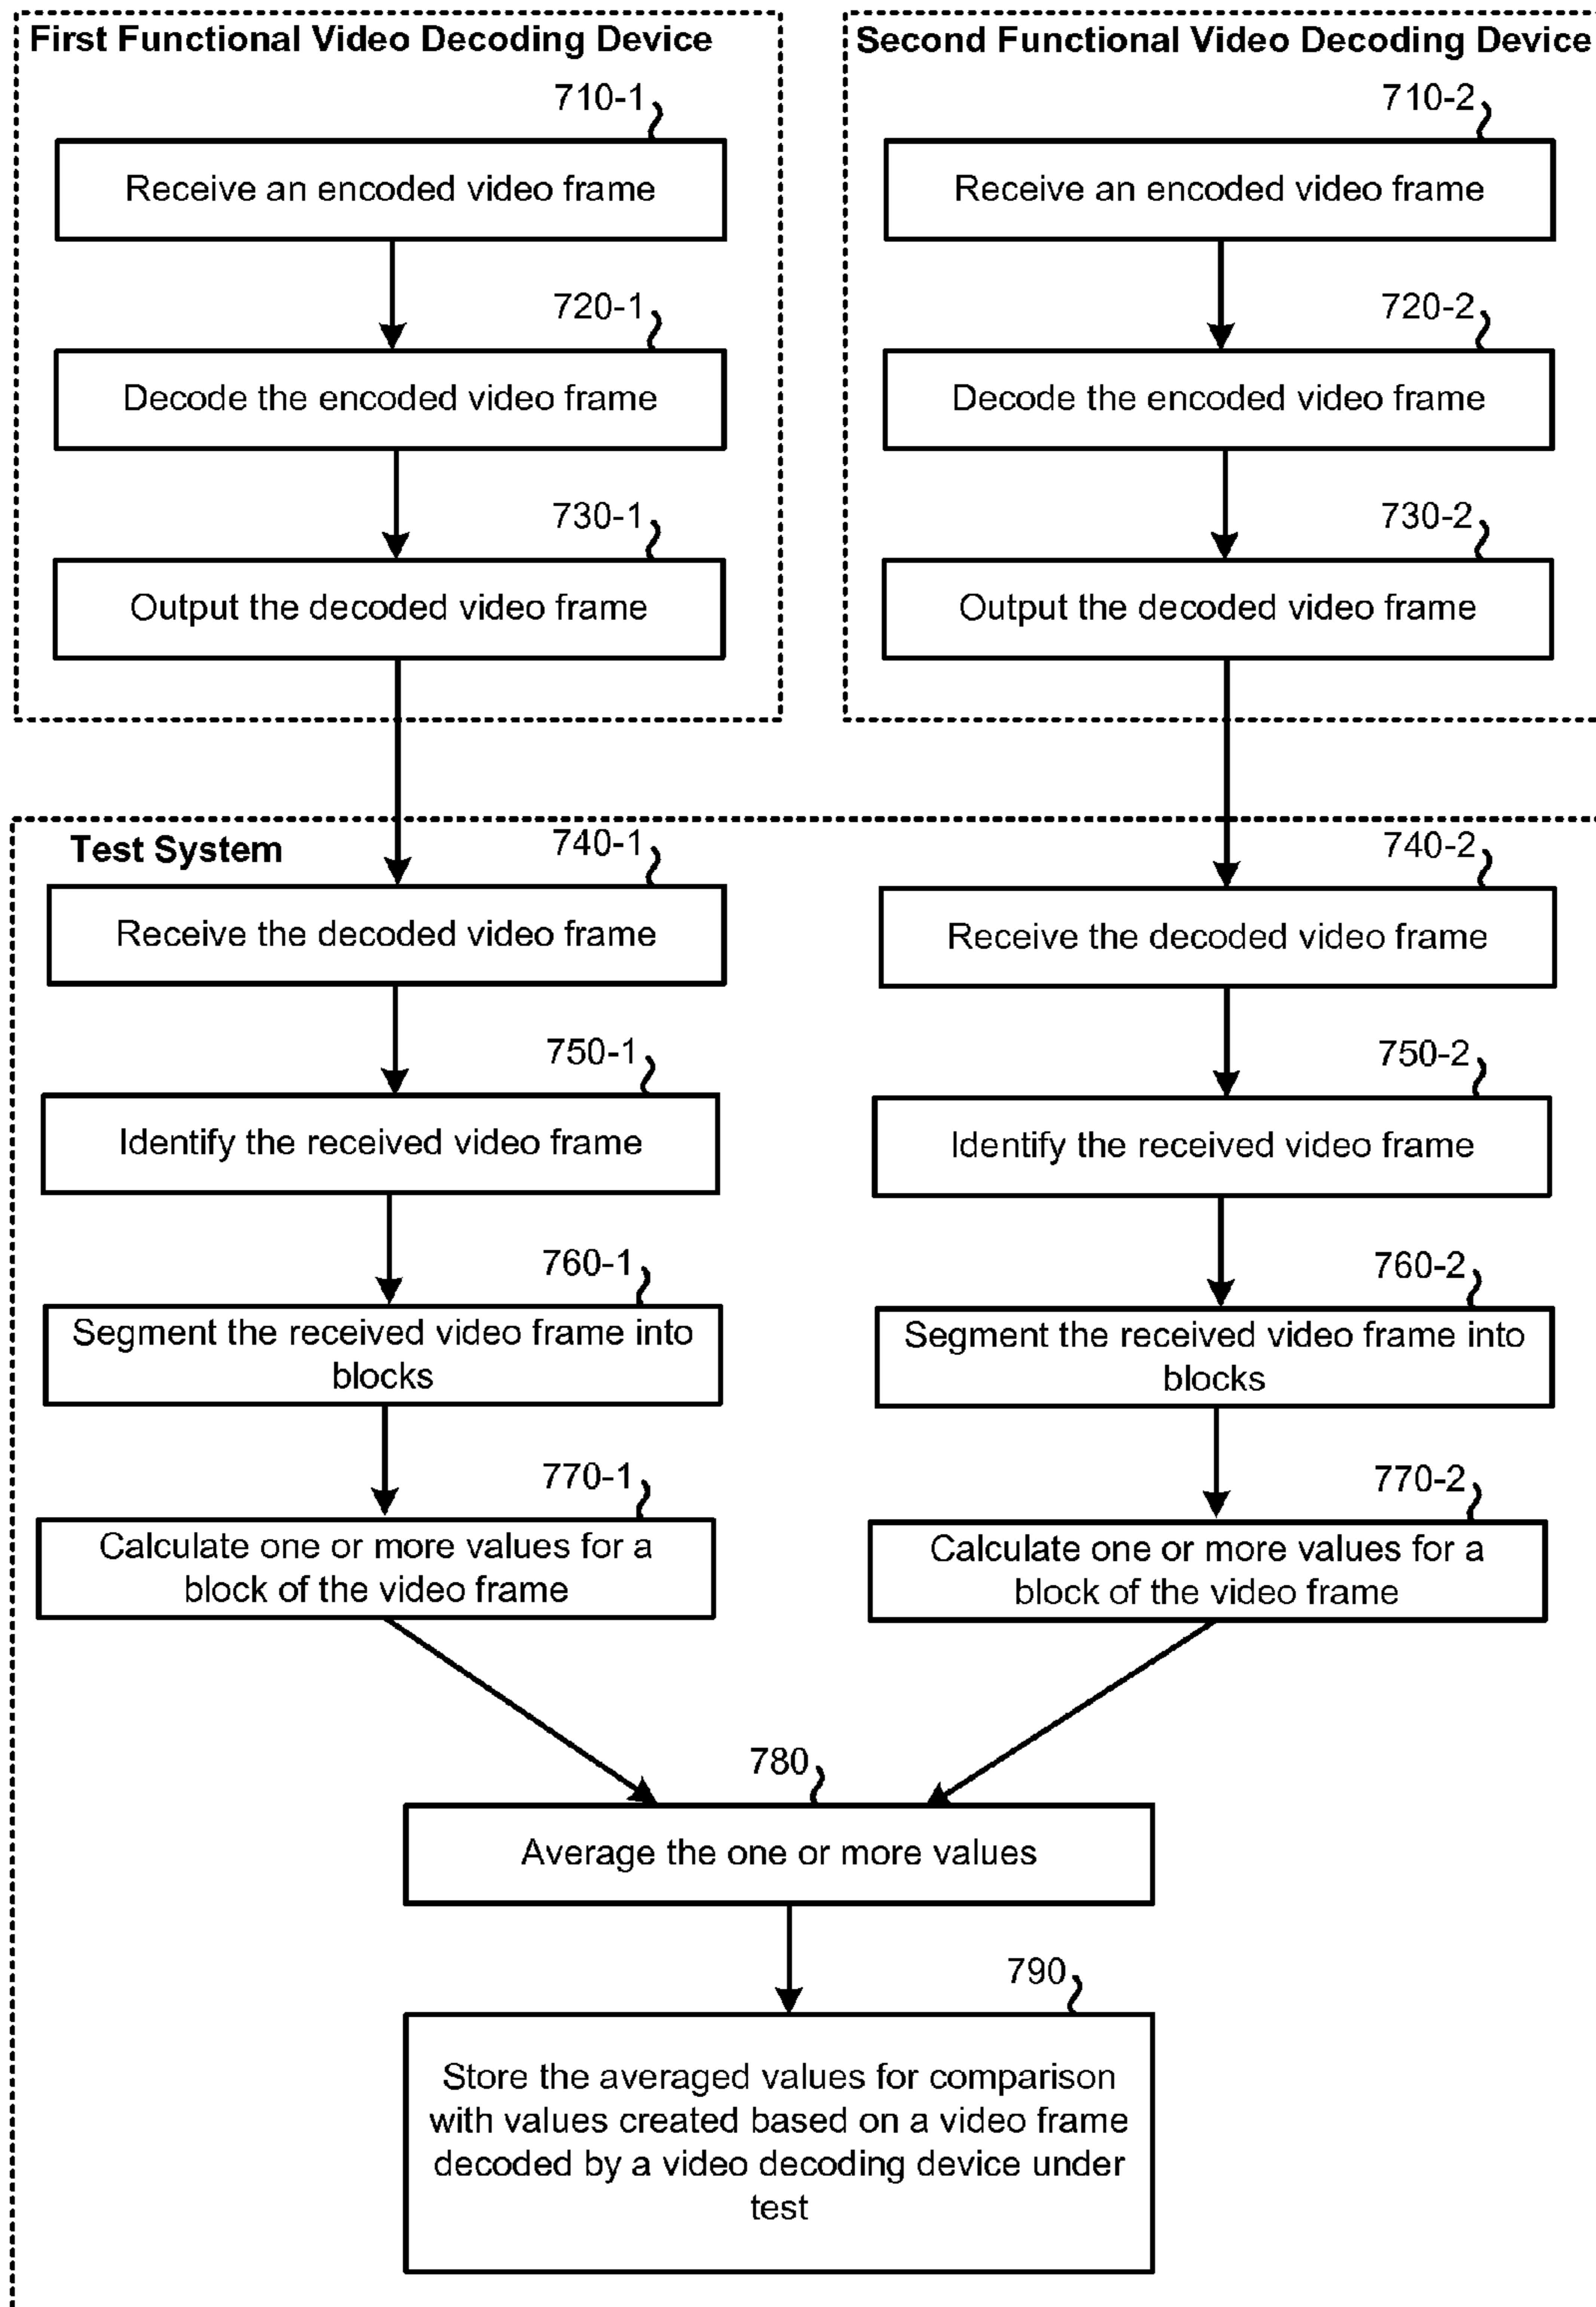 First Functional Video Decoding Device
710-1
Receive an encoded video frame
720-1
Decode the encoded video frame
730-1
Output the decoded video frame
Second Functional Video Decoding Device
710-2
Receive an encoded video frame
720-2
Decode the encoded video frame
730-2
Output the decoded video frame
Test System
740-1
Receive the decoded video frame
750-1
Identify the received video frame
760-1
Segment the received video frame into
blocks
770-1
Calculate one or more values for a
block of the video frame
740-2
Receive the decoded video frame
750-2
Identify the received video frame
760-2
Segment the received video frame into
blocks
770-2
Calculate one or more values for a
block of the video frame
780
Average the one or more values
790
Store the averaged values for comparison
with values created based on a video frame
decoded by a video decoding device under
test